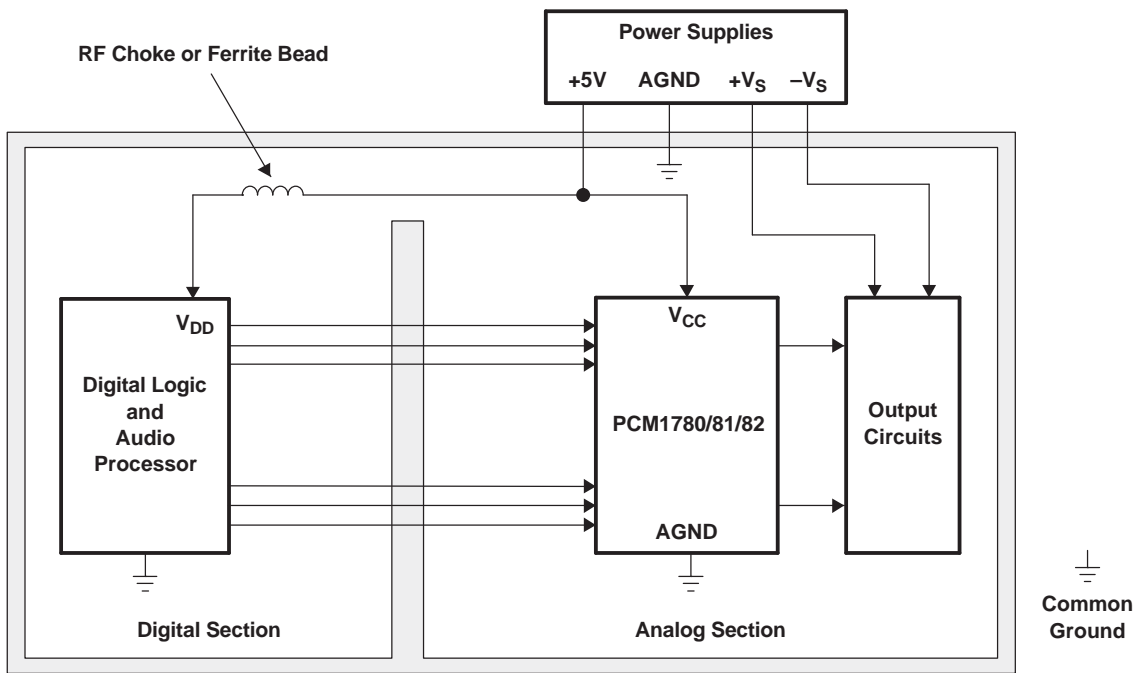 Power Supplies
RF Choke or Ferrite Bead
+5V AGND +VS –VS
VDD
VCC
Digital Logic
and
Audio
Processor
PCM1780/81/82
Output
Circuits
AGND
Common
Ground
Digital Section
Analog Section